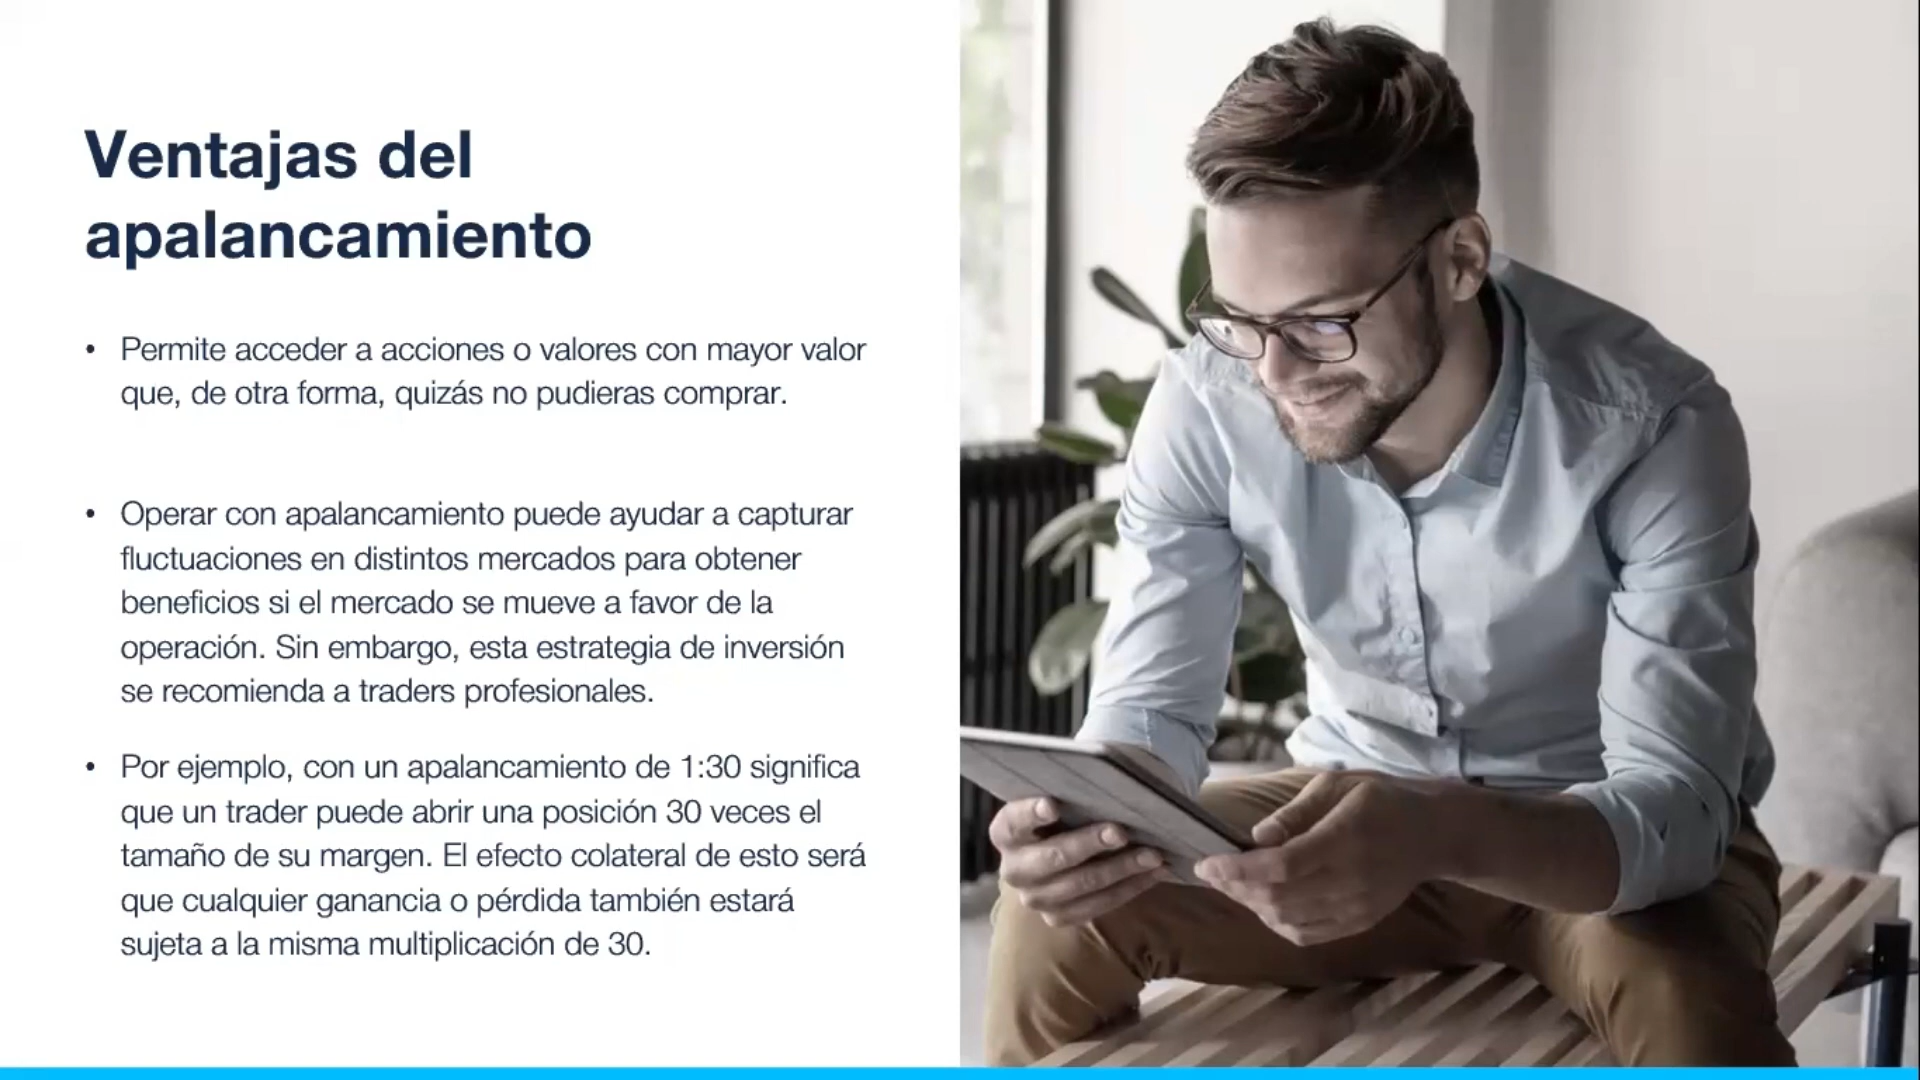 Ventajas del
apalancamiento
• Permite acceder a acciones o valores con mayor valor
que, de otra forma, quizás no pudieras comprar.
• Operar con apalancamiento puede ayudar a capturar
fluctuaciones en distintos mercados para obtener
beneficios si el mercado se mueve a favor de la
operación. Sin embargo, esta estrategia de inversión
se recomienda a traders profesionales.
• Por ejemplo, con un apalancamiento de 1:30 significa
que un trader puede abrir una posición 30 veces el
tamaño de su margen. El efecto colateral de esto será
que cualquier ganancia o pérdida también estará
sujeta a la misma multiplicación de 30.